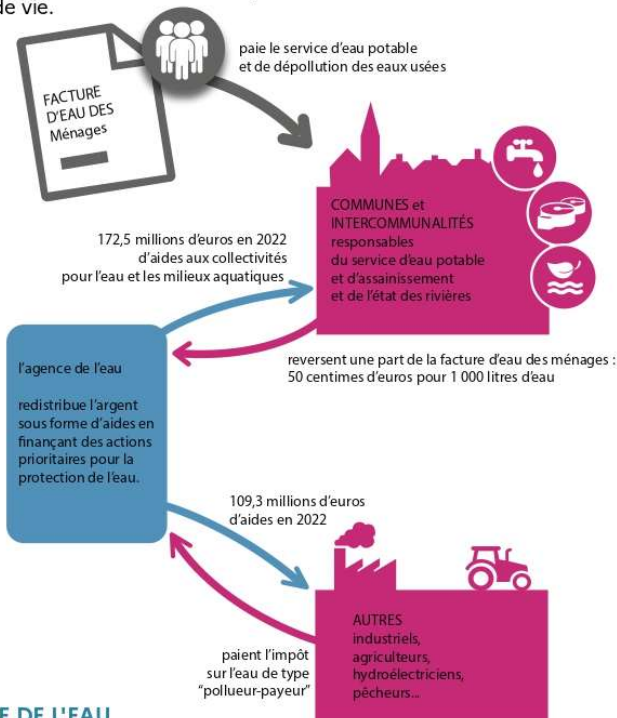 de vie.
paie le service d'eau potable
et de dépollution des eaux usées
FACTURE
D'EAU DES
Ménages
COMMUNES et
INTERCOMMUNALITÉS
responsables
du service d'eau potable
et d'assainissement
et de l'état des rivières
172,5 millions d'euros en 2022
d'aides aux collectivités
pour l'eau et les milieux aquatiques
reversent une part de la facture d'eau des ménages :
50 centimes d'euros pour 1 000 litres d'eau
l'agence de l'eau
redistribue l'argent
sous forme d'aides en
finançant des actions
prioritaires pour la
protection de l'eau.
109,3 millions d'euros
d'aides en 2022
AUTRES
industriels,
agriculteurs,
hydroélectriciens,
pêcheurs...
paient l'impôt
sur l'eau de type
"pollueur-payeur"
E DE L'EAU